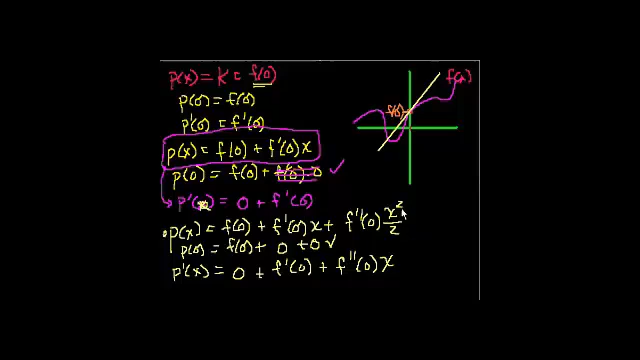 p(x) = K = f(0)
p(0) = f(0)
p'(0) = f'(0)
p(x) = f(0) + f'(0)x
p(0) = f(0) + f'(0)·0 ✓
p'(x) = 0 + f'(0)
p(x) = f(0) + f'(0)x + f''(0) x²/2
p(0) = f(0) + 0 + 0 ✓
p'(x) = 0 + f'(0) + f''(0) x
f(x)
f(0)